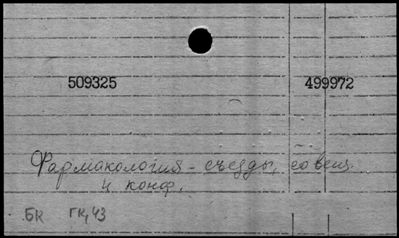 509325 499972
Фармакология - съезды, совещ.
и конф.
БК ГК, 43